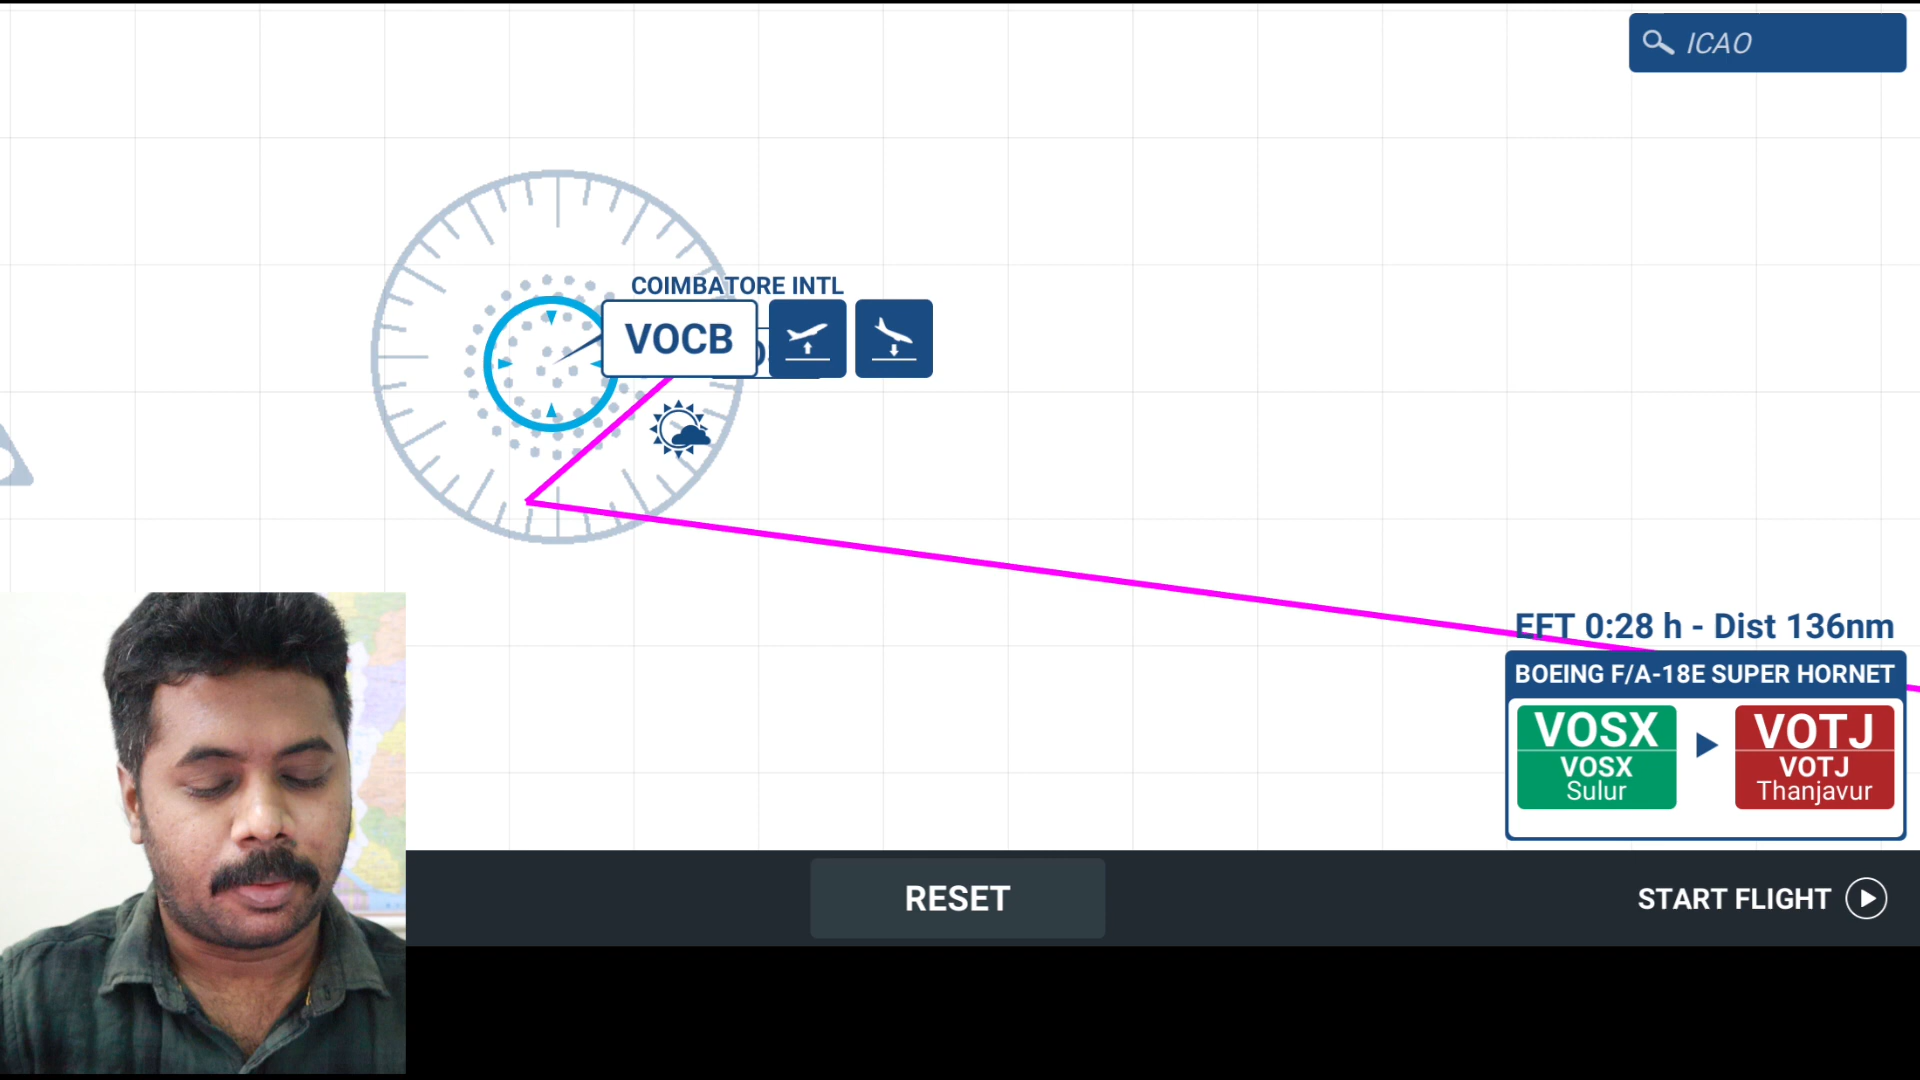 ICAO
COIMBATORE INTL
VOCB
EFT 0:28 h - Dist 136nm
BOEING F/A-18E SUPER HORNET
VOSX
VOSX
Sulur
VOTJ
VOTJ
Thanjavur
RESET
START FLIGHT